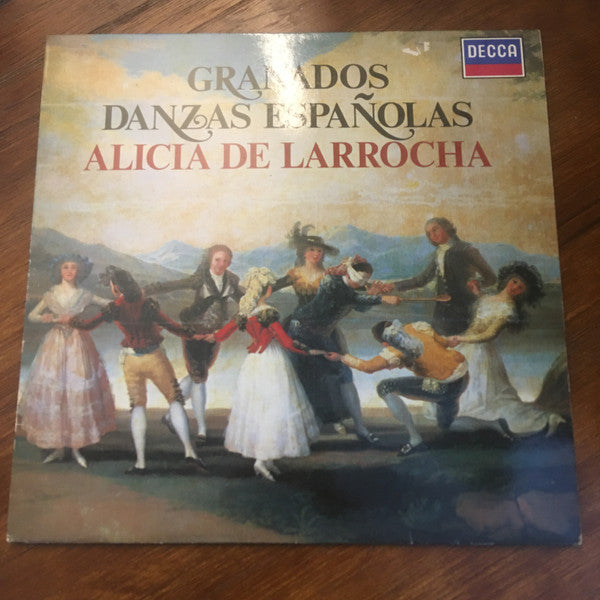 DECCA
GRANADOS
DANZAS ESPAÑOLAS
ALICIA DE LARROCHA